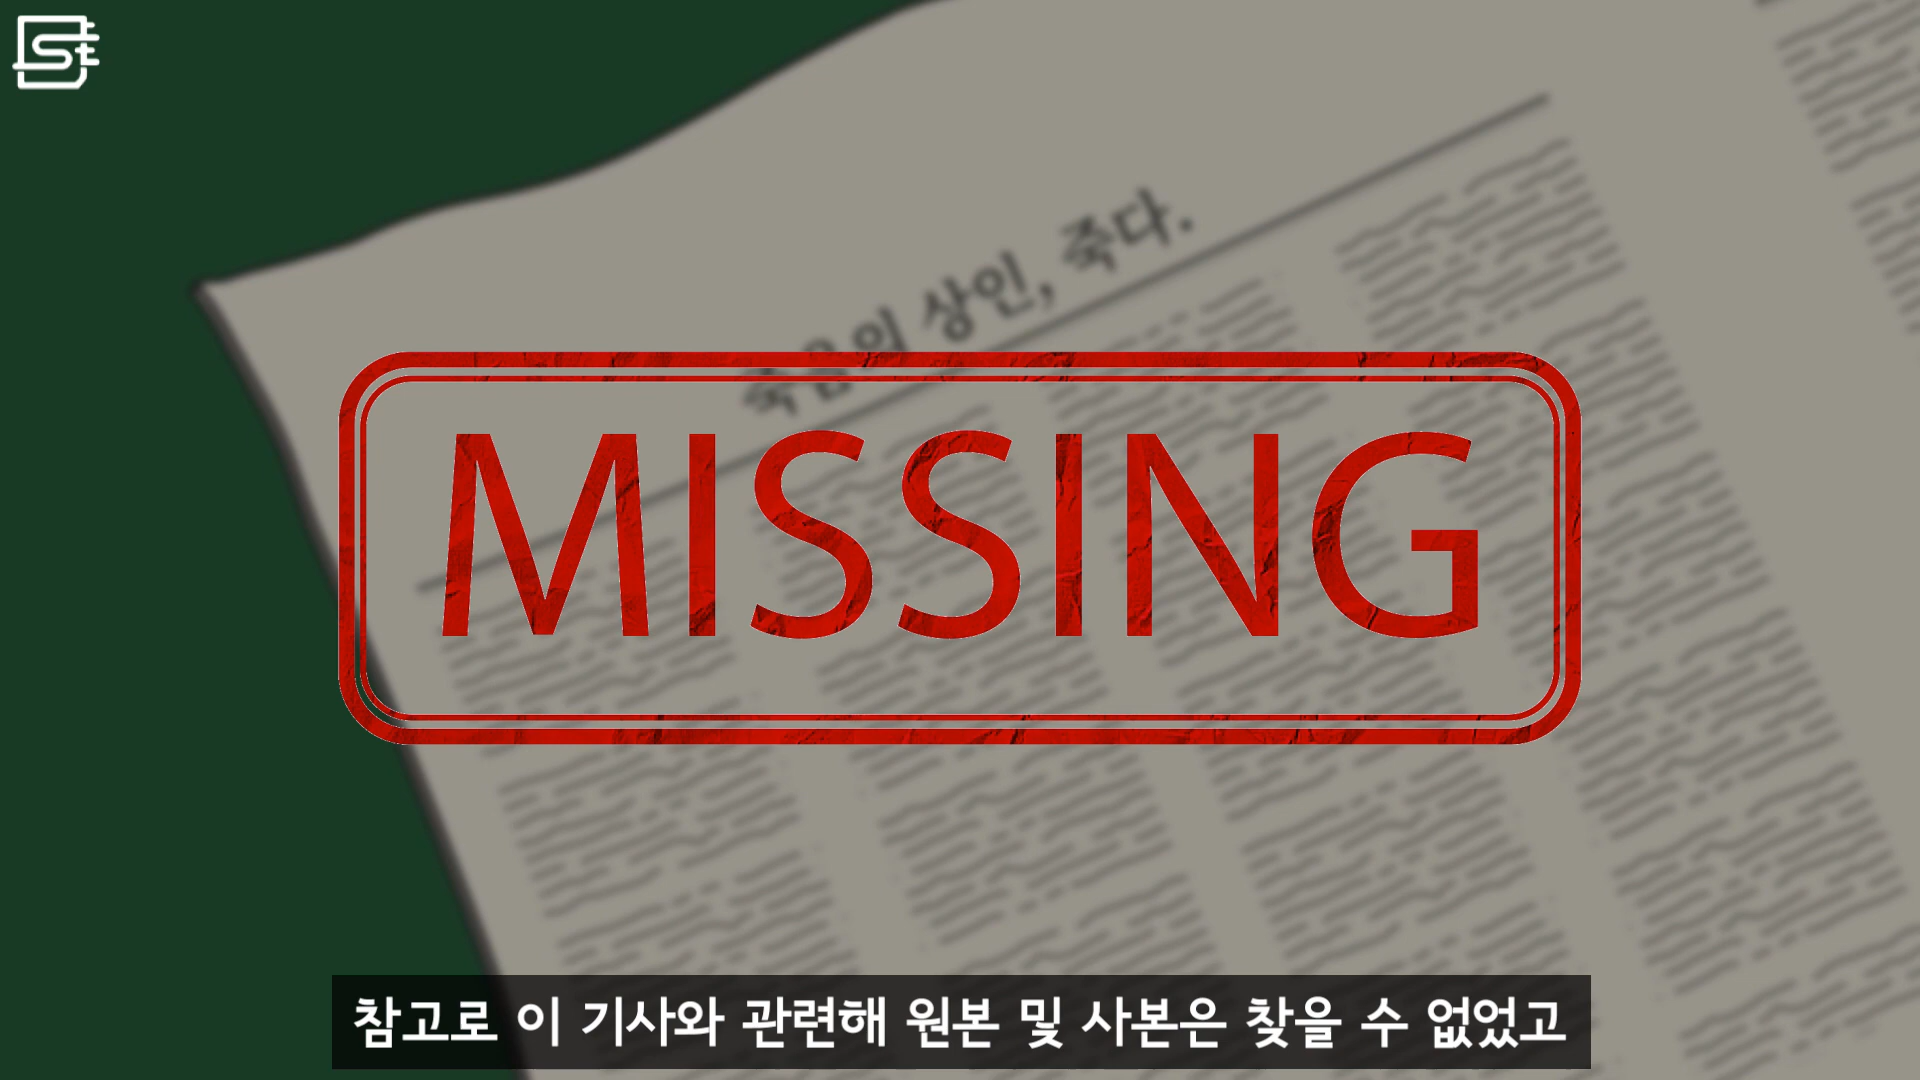 죽음의 상인, 죽다.
MISSING
참고로 이 기사와 관련해 원본 및 사본은 찾을 수 없었고